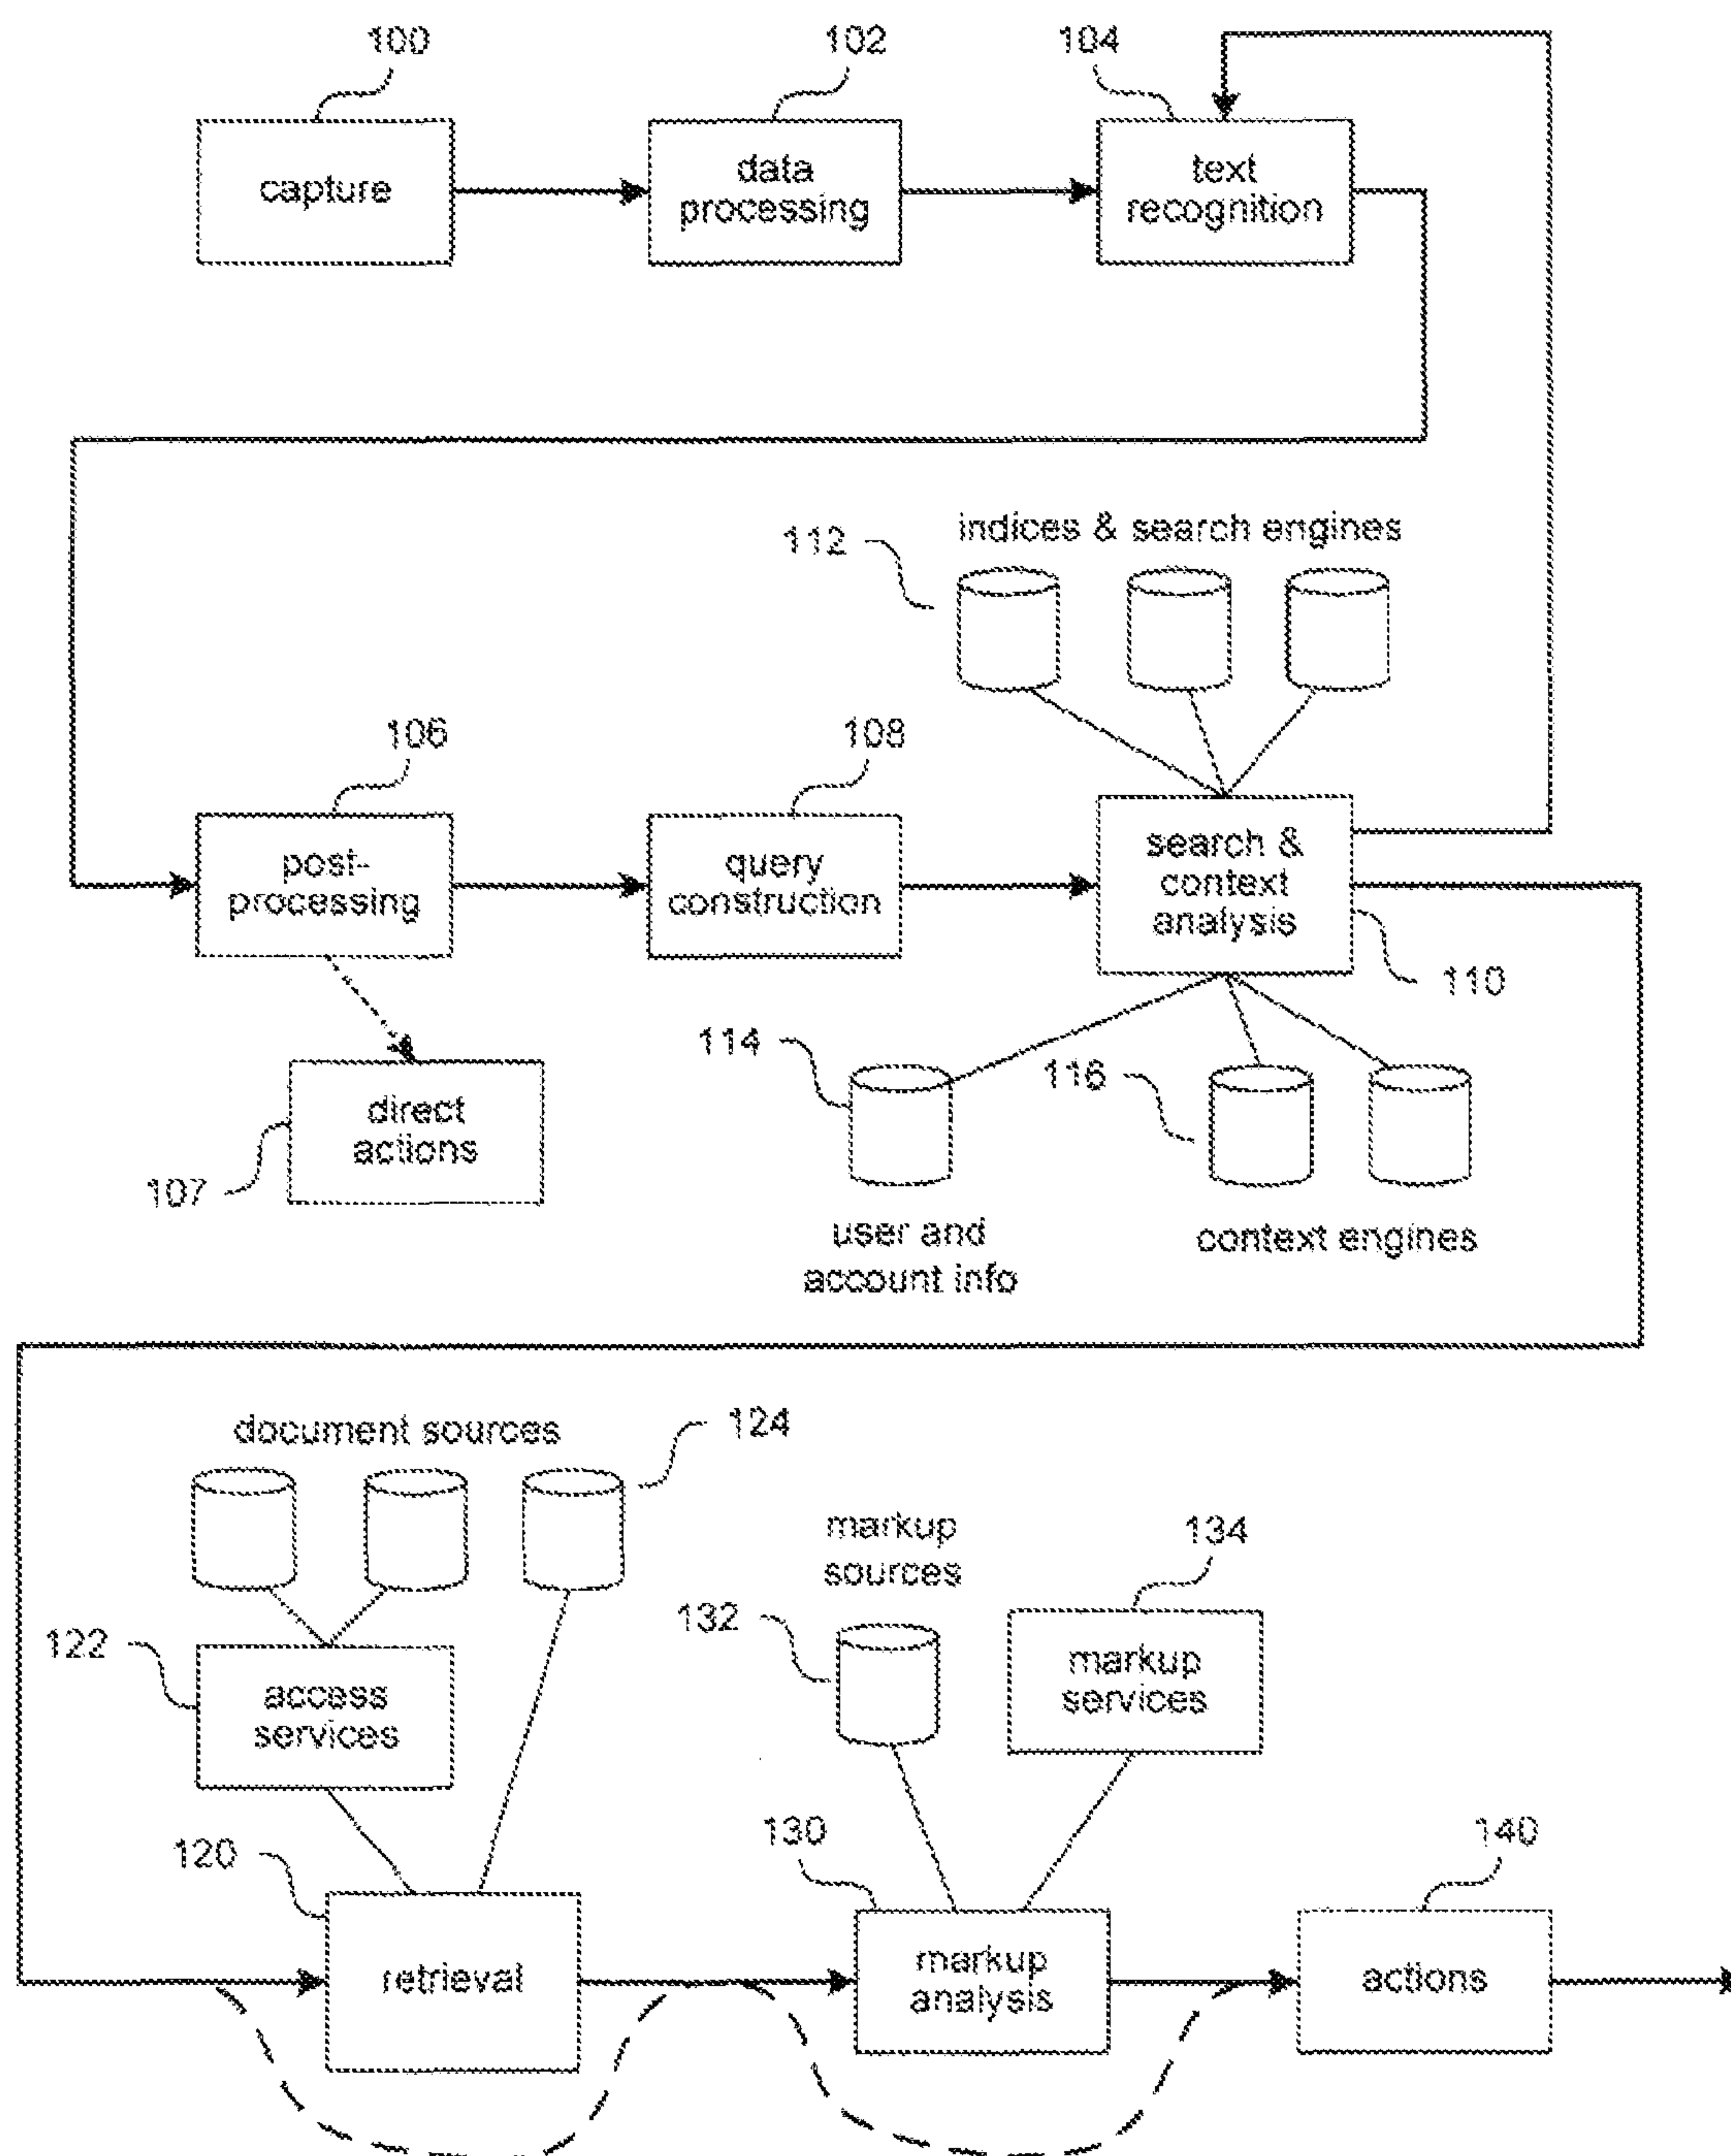 100
102
104
capture
data
processing
text
recognition
indices & search engines
112
106
108
post-
processing
query
construction
search &
context
analysis
110
114
116
direct
actions
107
user and
account info
context engines
document sources
124
markup
sources
134
132
122
access
services
markup
services
120
130
140
retrieval
markup
analysis
actions